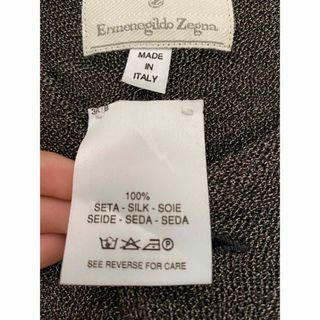 Ermenegildo Zegna
MADE
IN
ITALY
100%
SETA - SILK - SOIE
SEIDE - SEDA - SEDA
SEE REVERSE FOR CARE